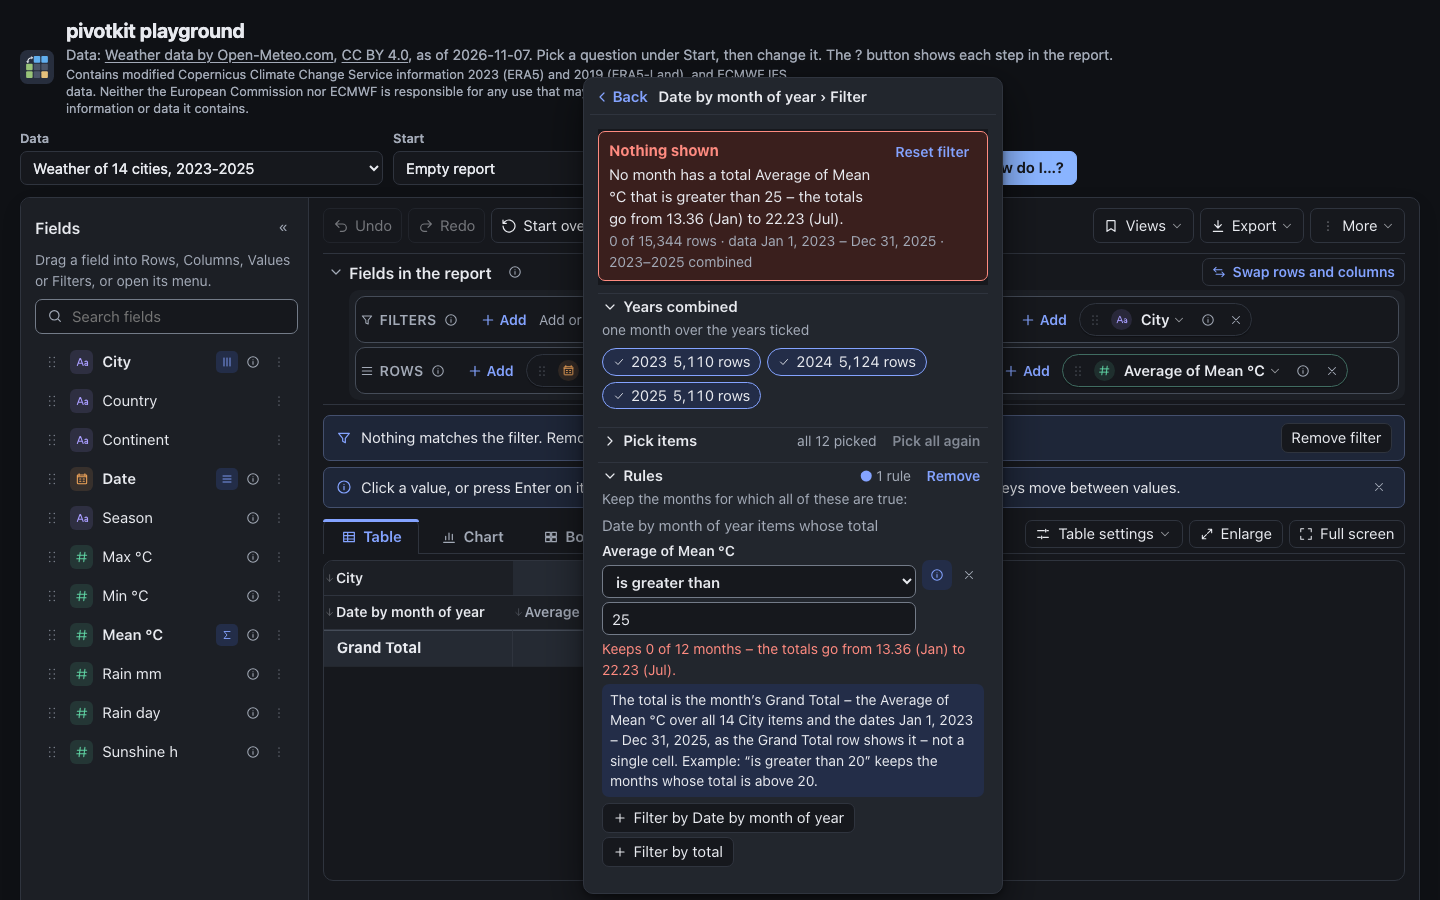 pivotkit playground
Data: Weather data by Open-Meteo.com, CC BY 4.0, as of 2026-11-07. Pick a question under Start, then change it. The ? button shows each step in the report.
Contains modified Copernicus Climate Change Service information 2023 (ERA5) and 2019 (ERA5-Land), and ECMWF IFS
data. Neither the European Commission nor ECMWF is responsible for any use that may
information or data it contains.
Data
Weather of 14 cities, 2023-2025
Start
Empty report
w do I...?
Fields
«
Drag a field into Rows, Columns, Values
or Filters, or open its menu.
Search fields
Aa City
Aa Country
Aa Continent
Date
Aa Season
# Max °C
# Min °C
# Mean °C Σ
# Rain mm
# Rain day
# Sunshine h
Undo
Redo
Start ove
Views
Export
More
Fields in the report
Swap rows and columns
FILTERS
+ Add
Add or
+ Add
Aa City
ROWS
+ Add
+ Add
# Average of Mean °C
Nothing matches the filter. Remo
Remove filter
Click a value, or press Enter on it
eys move between values.
Table
Chart
Bo
Table settings
Enlarge
Full screen
City
Date by month of year
Average
Grand Total
Back
Date by month of year › Filter
Nothing shown
Reset filter
No month has a total Average of Mean
°C that is greater than 25 – the totals
go from 13.36 (Jan) to 22.23 (Jul).
0 of 15,344 rows · data Jan 1, 2023 – Dec 31, 2025 ·
2023–2025 combined
Years combined
one month over the years ticked
2023 5,110 rows
2024 5,124 rows
2025 5,110 rows
Pick items
all 12 picked
Pick all again
Rules
1 rule
Remove
Keep the months for which all of these are true:
Date by month of year items whose total
Average of Mean °C
is greater than
25
Keeps 0 of 12 months – the totals go from 13.36 (Jan) to
22.23 (Jul).
The total is the month's Grand Total – the Average of
Mean °C over all 14 City items and the dates Jan 1, 2023
– Dec 31, 2025, as the Grand Total row shows it – not a
single cell. Example: “is greater than 20” keeps the
months whose total is above 20.
+ Filter by Date by month of year
+ Filter by total